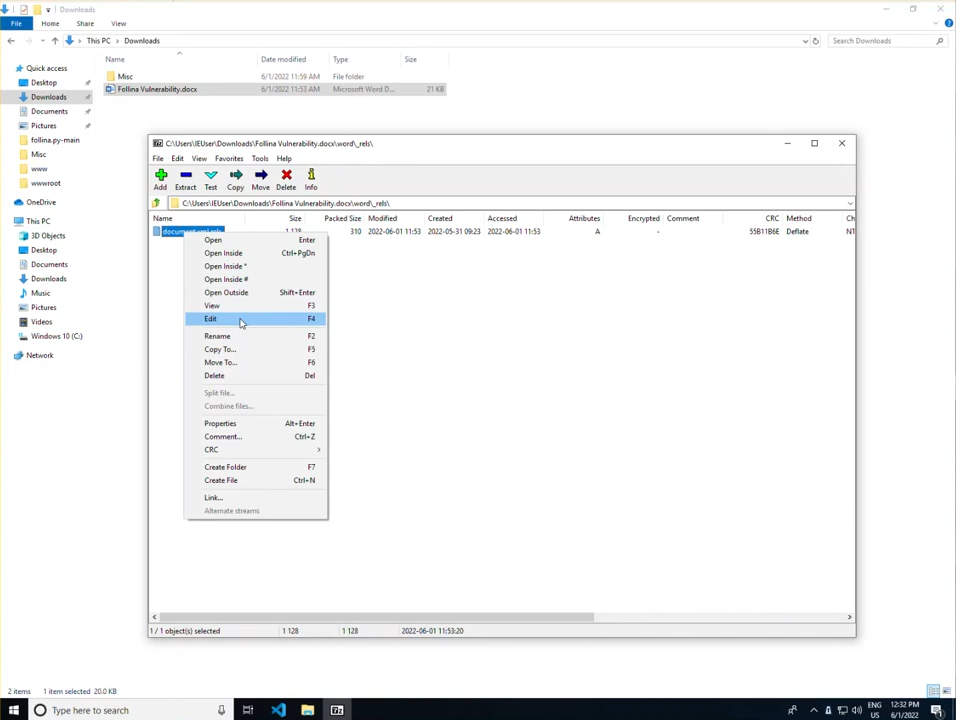 Downloads
File Home Share View
This PC Downloads
Search Downloads
Name Date modified Type Size
Quick access
Desktop
Downloads
Documents
Pictures
follina.py-main
Misc
www
wwwroot
OneDrive
This PC
3D Objects
Desktop
Documents
Downloads
Music
Pictures
Videos
Windows 10 (C:)
Network
Misc 6/1/2022 11:59 AM File folder
Follina Vulnerability.docx 6/1/2022 11:53 AM Microsoft Word D... 21 KB
C:\Users\IEUser\Downloads\Follina Vulnerability.docx\word\_rels\
File Edit View Favorites Tools Help
Add Extract Test Copy Move Delete Info
C:\Users\IEUser\Downloads\Follina Vulnerability.docx\word\_rels\
Name Size Packed Size Modified Created Accessed Attributes Encrypted Comment CRC Method Ch
document.xml.rels 1 128 310 2022-06-01 11:53 2022-05-31 09:23 2022-06-01 11:53 A - 55B11B6E Deflate NT
Open Enter
Open Inside Ctrl+PgDn
Open Inside *
Open Inside #
Open Outside Shift+Enter
View F3
Edit F4
Rename F2
Copy To... F5
Move To... F6
Delete Del
Split file...
Combine files...
Properties Alt+Enter
Comment... Ctrl+Z
CRC
Create Folder F7
Create File Ctrl+N
Link...
Alternate streams
1 / 1 object(s) selected 1 128 1 128 2022-06-01 11:53:20
2 items 1 item selected 20.0 KB
Type here to search
ENG
US
12:32 PM
6/1/2022